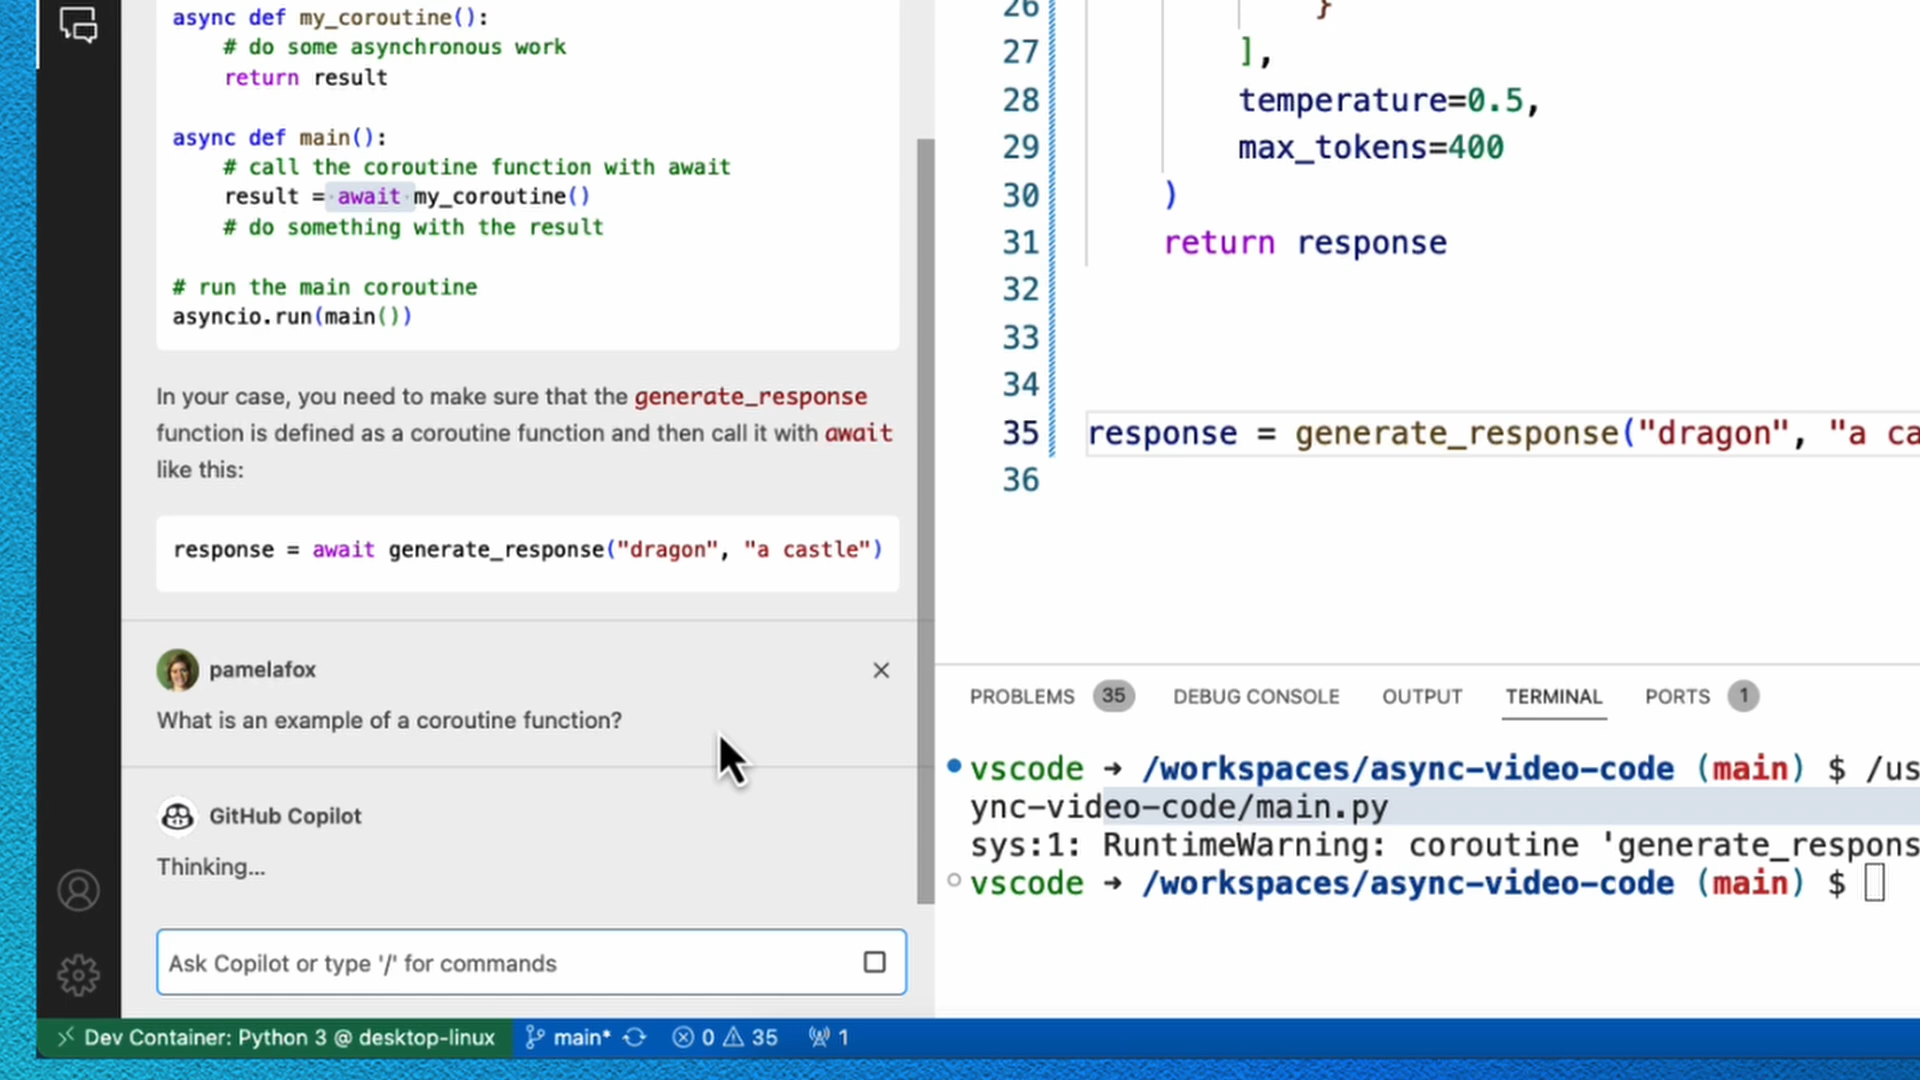 async def my_coroutine():
# do some asynchronous work
return result
async def main():
# call the coroutine function with await
result = await my_coroutine()
# do something with the result
# run the main coroutine
asyncio.run(main())
In your case, you need to make sure that the generate_response
function is defined as a coroutine function and then call it with await
like this:
response = await generate_response("dragon", "a castle")
pamelafox
What is an example of a coroutine function?
GitHub Copilot
Thinking...
Ask Copilot or type '/' for commands
26 }
27 ],
28 temperature=0.5,
29 max_tokens=400
30 )
31 return response
32
33
34
35 response = generate_response("dragon", "a ca
36
PROBLEMS 35 DEBUG CONSOLE OUTPUT TERMINAL PORTS 1
vscode → /workspaces/async-video-code (main) $ /us
ync-video-code/main.py
sys:1: RuntimeWarning: coroutine 'generate_respons
vscode → /workspaces/async-video-code (main) $
Dev Container: Python 3 @ desktop-linux main* 0 35 1